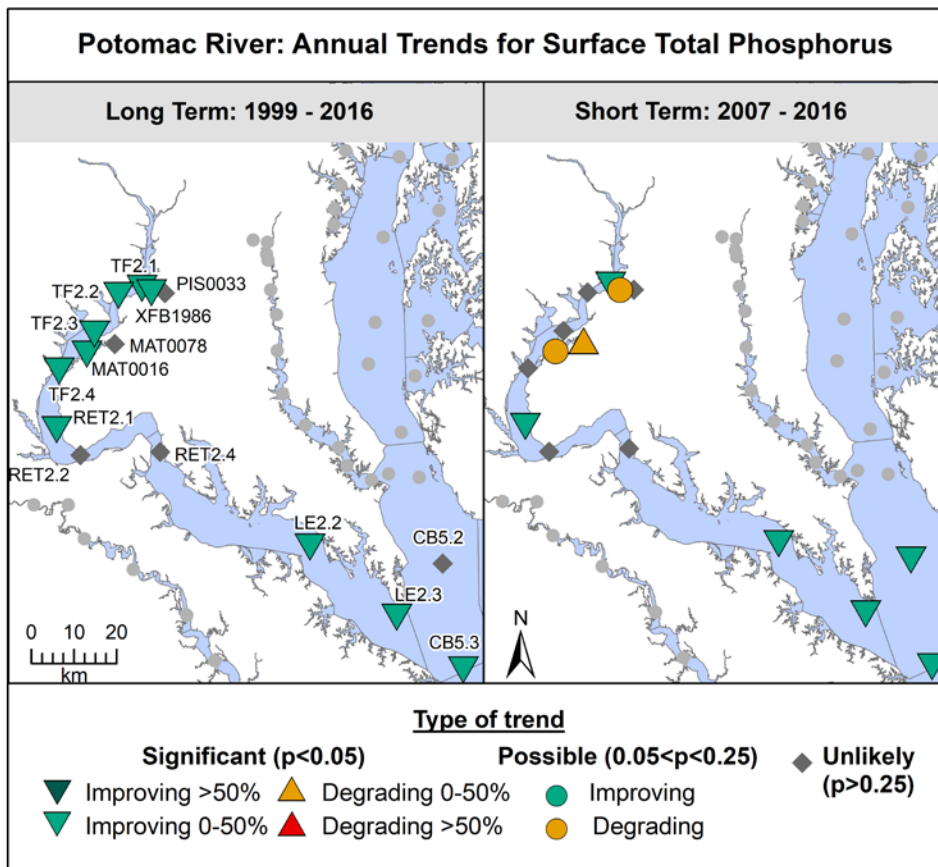 Potomac River: Annual Trends for Surface Total Phosphorus
Long Term: 1999 - 2016
Short Term: 2007 - 2016
TF2.1
TF2.2
PIS0033
XFB1986
TF2.3
MAT0078
MAT0016
TF2.4
RET2.1
RET2.2
RET2.4
LE2.2
CB5.2
LE2.3
CB5.3
0 10 20
km
N
Type of trend
Significant (p<0.05)
Possible (0.05<p<0.25)
Unlikely
(p>0.25)
Improving >50%
Degrading 0-50%
Improving
Improving 0-50%
Degrading >50%
Degrading